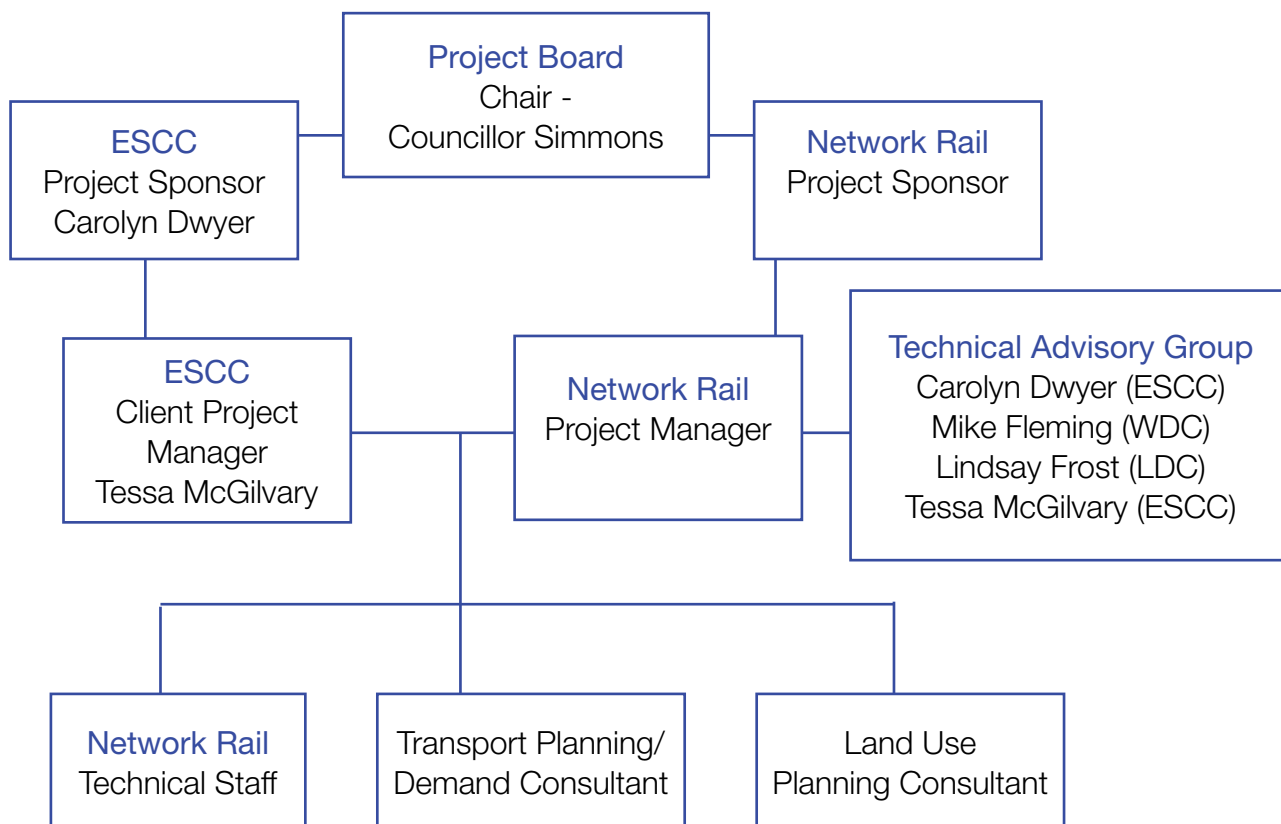 Project Board
Chair -
Councillor Simmons
ESCC
Project Sponsor
Carolyn Dwyer
Network Rail
Project Sponsor
ESCC
Client Project
Manager
Tessa McGilvary
Network Rail
Project Manager
Technical Advisory Group
Carolyn Dwyer (ESCC)
Mike Fleming (WDC)
Lindsay Frost (LDC)
Tessa McGilvary (ESCC)
Network Rail
Technical Staff
Transport Planning/
Demand Consultant
Land Use
Planning Consultant